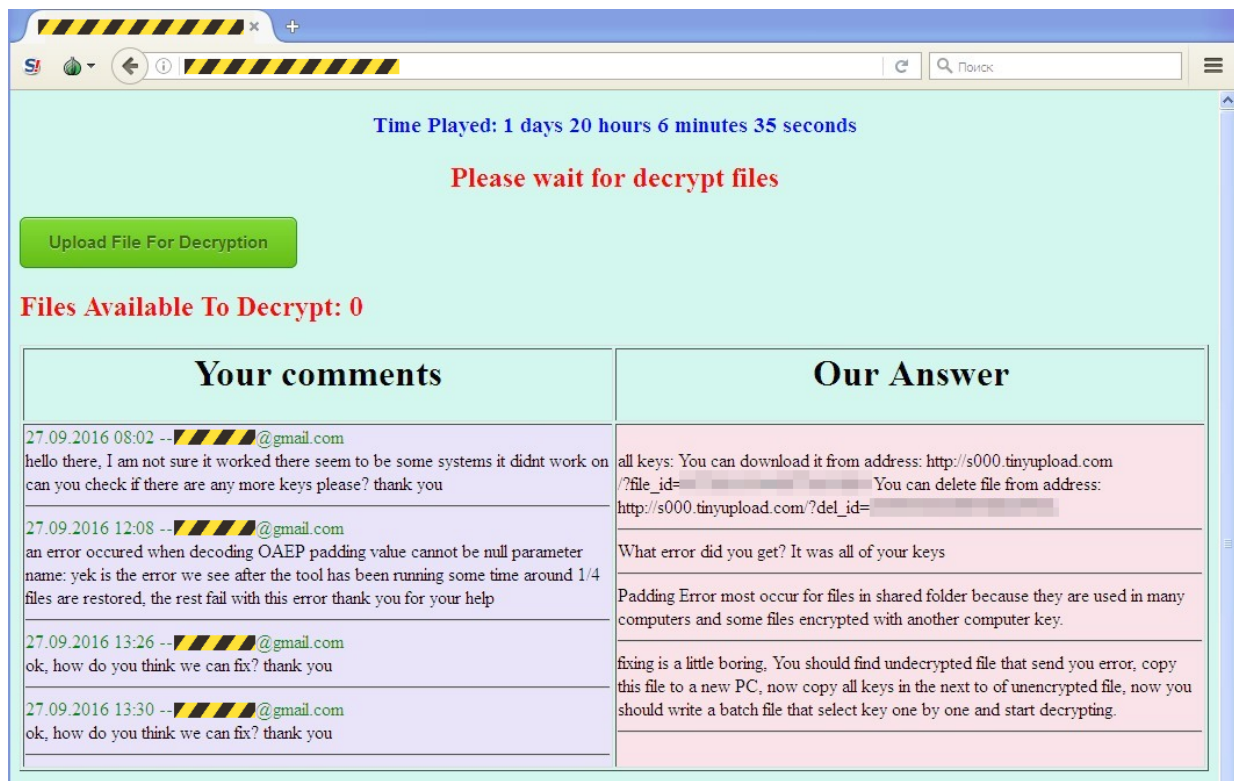 S!
Поиск
Time Played: 1 days 20 hours 6 minutes 35 seconds
Please wait for decrypt files
Upload File For Decryption
Files Available To Decrypt: 0
Your comments
27.09.2016 08:02 --@gmail.com
hello there, I am not sure it worked there seem to be some systems it didnt work on
can you check if there are any more keys please? thank you
27.09.2016 12:08 --@gmail.com
an error occured when decoding OAEP padding value cannot be null parameter
name: yek is the error we see after the tool has been running some time around 1/4
files are restored, the rest fail with this error thank you for your help
27.09.2016 13:26 --@gmail.com
ok, how do you think we can fix? thank you
27.09.2016 13:30 --@gmail.com
ok, how do you think we can fix? thank you
Our Answer
all keys: You can download it from address: http://s000.tinyupload.com
/?file_id= You can delete file from address:
http://s000.tinyupload.com/?del_id=
What error did you get? It was all of your keys
Padding Error most occur for files in shared folder because they are used in many
computers and some files encrypted with another computer key.
fixing is a little boring, You should find undecrypted file that send you error, copy
this file to a new PC, now copy all keys in the next to of unencrypted file, now you
should write a batch file that select key one by one and start decrypting.